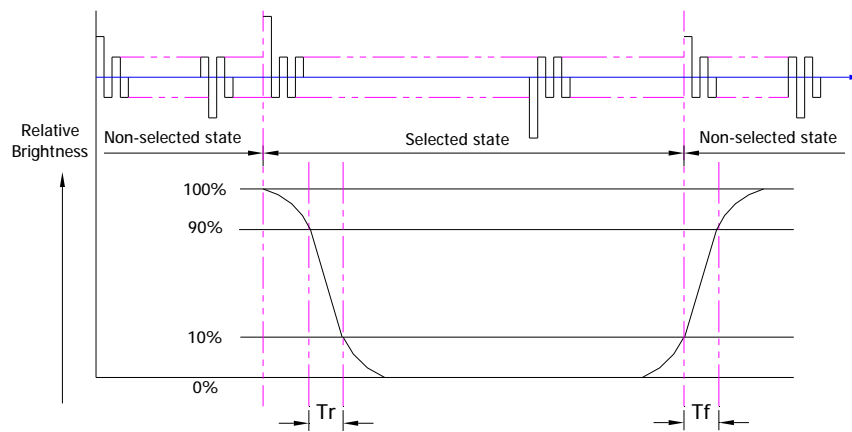 Relative
Brightness
Non-selected state
Selected state
Non-selected state
100%
90%
10%
0%
Tr
Tf